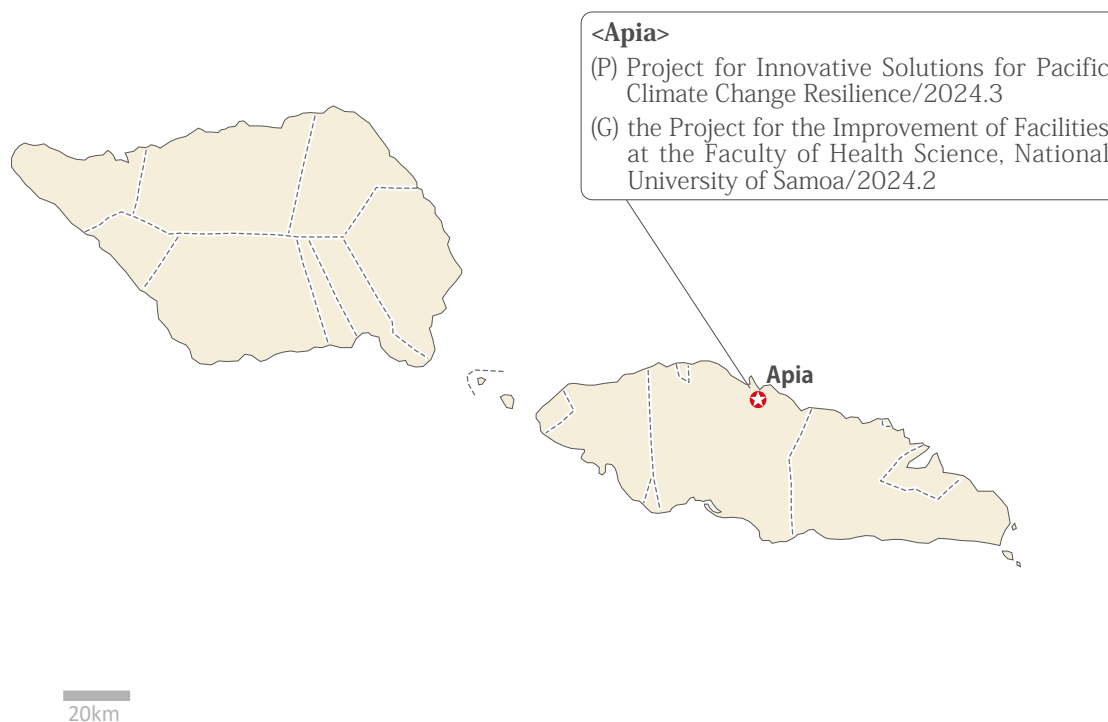 <Apia>
(P) Project for Innovative Solutions for Pacific
Climate Change Resilience/2024.3
(G) the Project for the Improvement of Facilities
at the Faculty of Health Science, National
University of Samoa/2024.2
Apia
20km